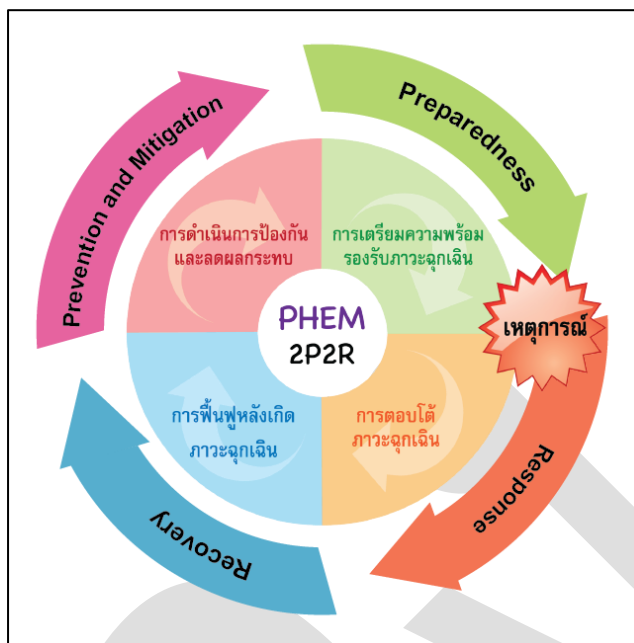 Prevention and Mitigation
Preparedness
การดำเนินการป้องกัน
และลดผลกระทบ
การเตรียมความพร้อม
รองรับภาวะฉุกเฉิน
PHEM
2P2R
เหตุการณ์
การฟื้นฟูหลังเกิด
ภาวะฉุกเฉิน
การตอบโต้
ภาวะฉุกเฉิน
Recovery
Response